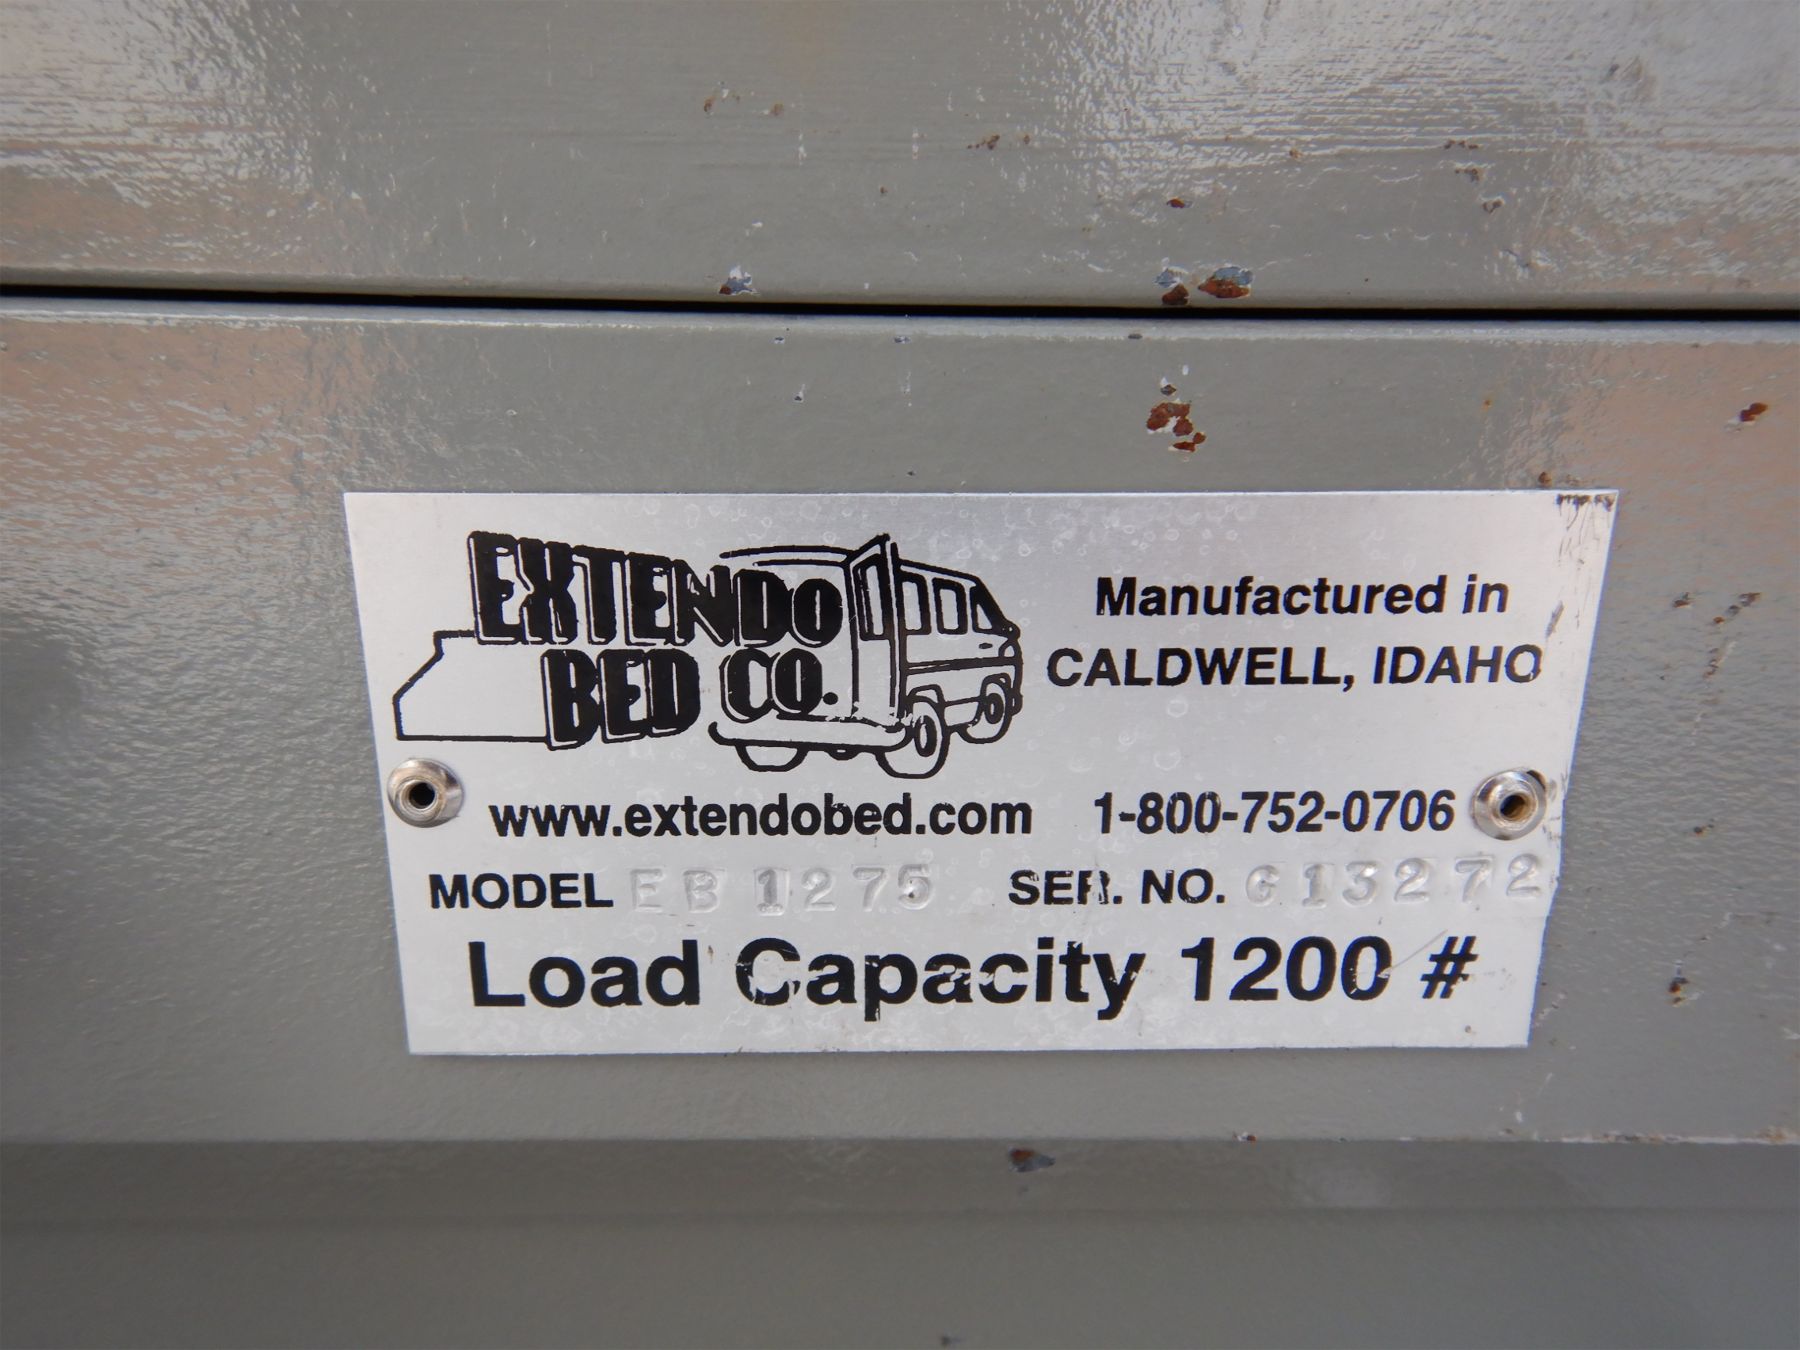 EXTENDO
BED CO.
Manufactured in
CALDWELL, IDAHO
www.extendobed.com 1-800-752-0706
MODEL EB 1275 SER. NO. G13272
Load Capacity 1200 #